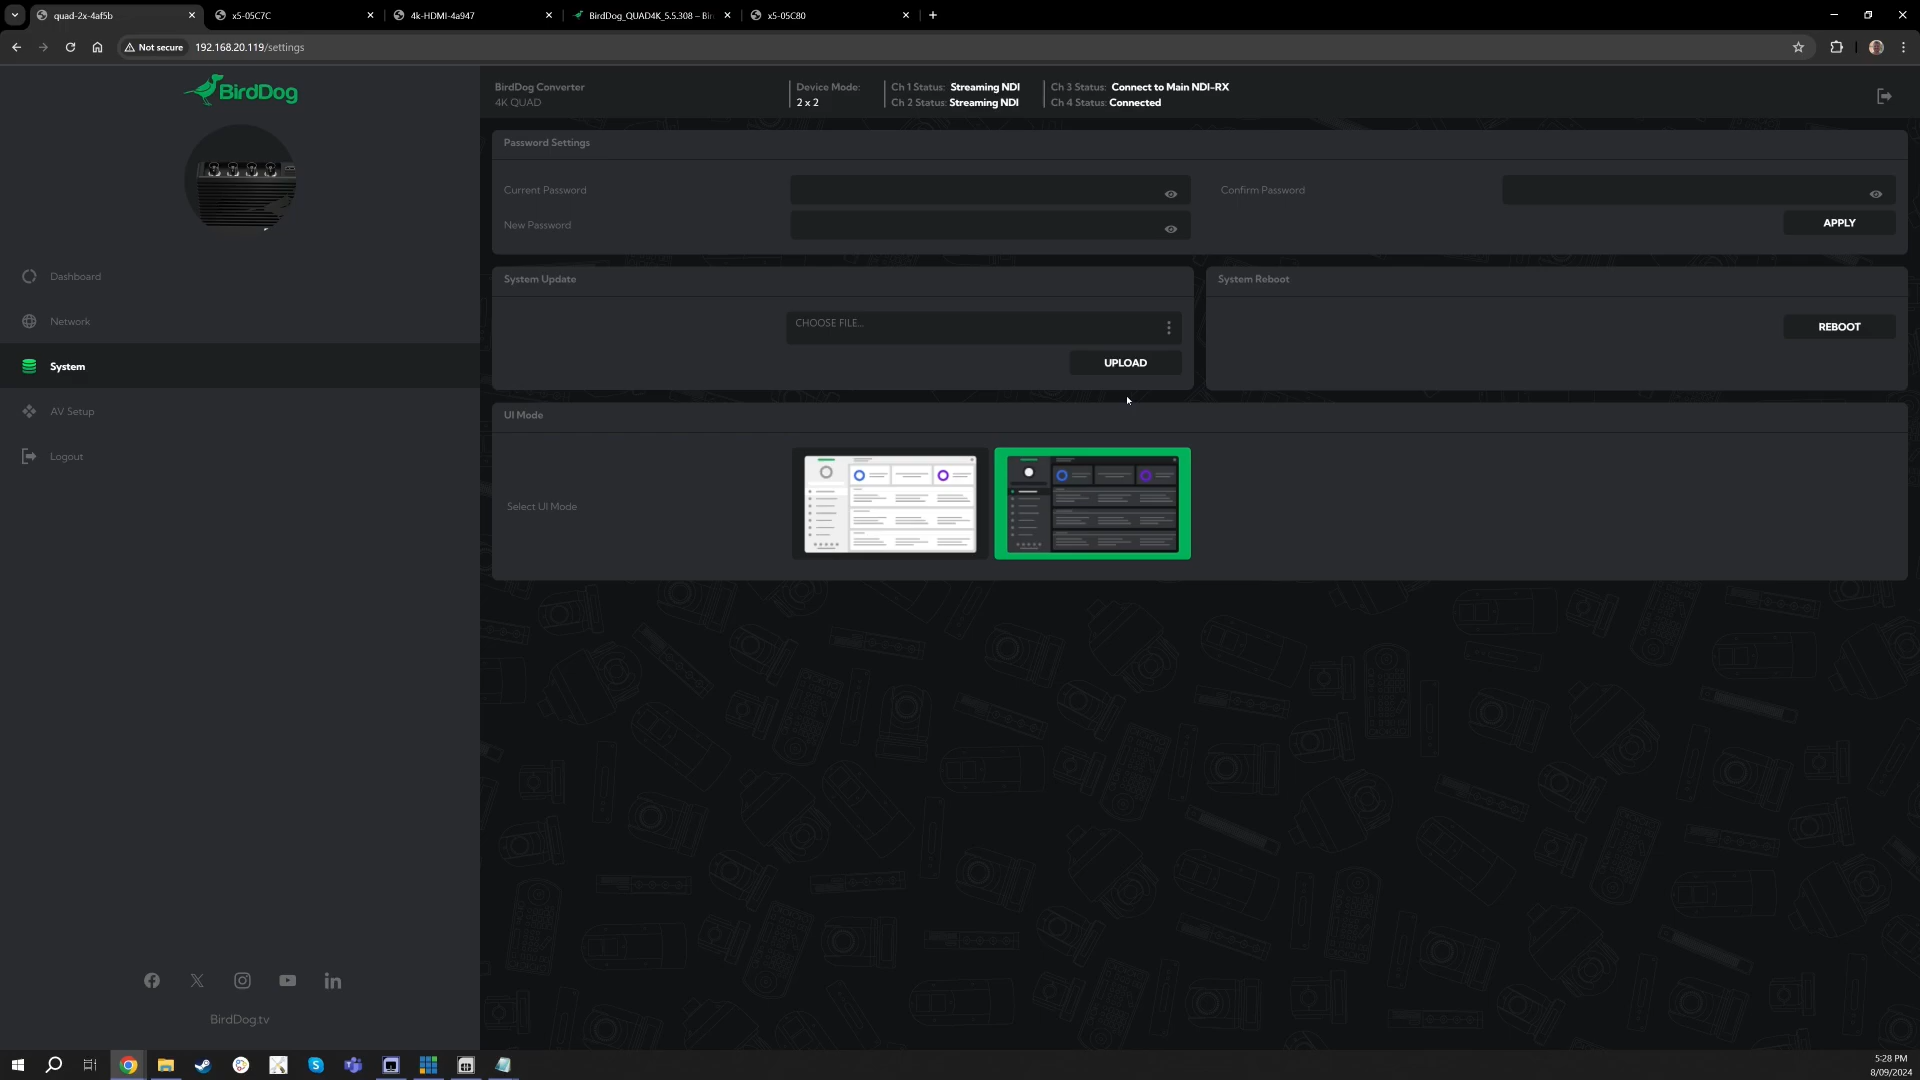 quad-2x-4af5b
x5-05C7C
4k-HDMI-4a947
BirdDog_QUAD4K_5.5.308 – Bir
x5-05C80
Not secure
192.168.20.119/settings
BirdDog
BirdDog Converter
4K QUAD
Device Mode:
2 x 2
Ch 1 Status: Streaming NDI
Ch 2 Status: Streaming NDI
Ch 3 Status: Connect to Main NDI-RX
Ch 4 Status: Connected
Dashboard
Network
System
AV Setup
Logout
Password Settings
Current Password
Confirm Password
New Password
APPLY
System Update
CHOOSE FILE...
UPLOAD
System Reboot
REBOOT
UI Mode
Select UI Mode
BirdDog.tv
5:28 PM
8/09/2024